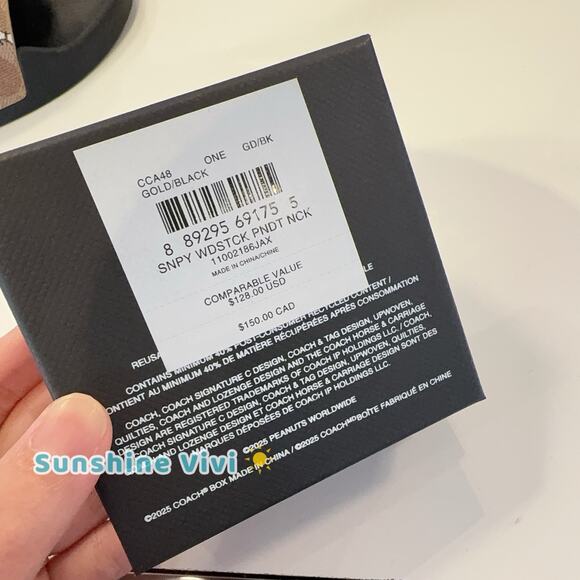 CCA48 ONE GD/BK
GOLD/BLACK
8 89295 69175 5
SNPY WDSTCK PNDT NCK
11002186JAX
MADE IN CHINA/CHINE
COMPARABLE VALUE
$128.00 USD
$150.00 CAD
REUSA
LE
CONTAINS MINIMUM 40% POST-CONSUMER RECYCLED CONTENT /
CONTIENT AU MINIMUM 40% DE MATIÈRE RÉCUPÉRÉES APRÈS CONSOMMATION
COACH, COACH SIGNATURE C DESIGN, COACH & TAG DESIGN, UPWOVEN,
QUILTIES, COACH AND LOZENGE DESIGN AND THE COACH HORSE & CARRIAGE
DESIGN ARE REGISTERED TRADEMARKS OF COACH IP HOLDINGS LLC. / COACH,
COACH SIGNATURE C DESIGN, COACH & TAG DESIGN, UPWOVEN, QUILTIES,
COACH AND LOZENGE DESIGN ET COACH HORSE & CARRIAGE DESIGN SONT DES
MARQUES DÉPOSÉES DE COACH IP HOLDINGS LLC.
©2025 PEANUTS WORLDWIDE
©2025 COACH® BOX MADE IN CHINA / ©2025 COACHᴹᴰ BOÎTE FABRIQUÉ EN CHINE
Sunshine Vivi